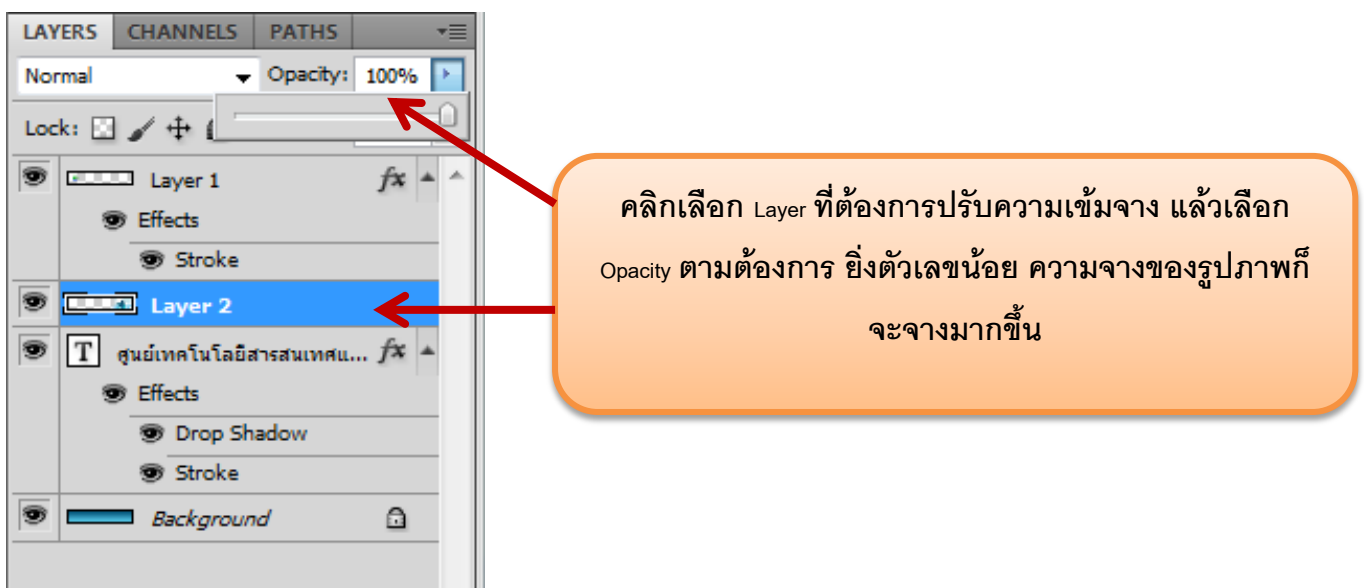 LAYERS CHANNELS PATHS
Normal Opacity: 100%
Lock:
Layer 1 fx
Effects
Stroke
Layer 2
T ศูนย์เทคโนโลยีสารสนเทศแ... fx
Effects
Drop Shadow
Stroke
Background
คลิกเลือก Layer ที่ต้องการปรับความเข้มจาง แล้วเลือก
Opacity ตามต้องการ ยิ่งตัวเลขน้อย ความจางของรูปภาพก็
จะจางมากขึ้น